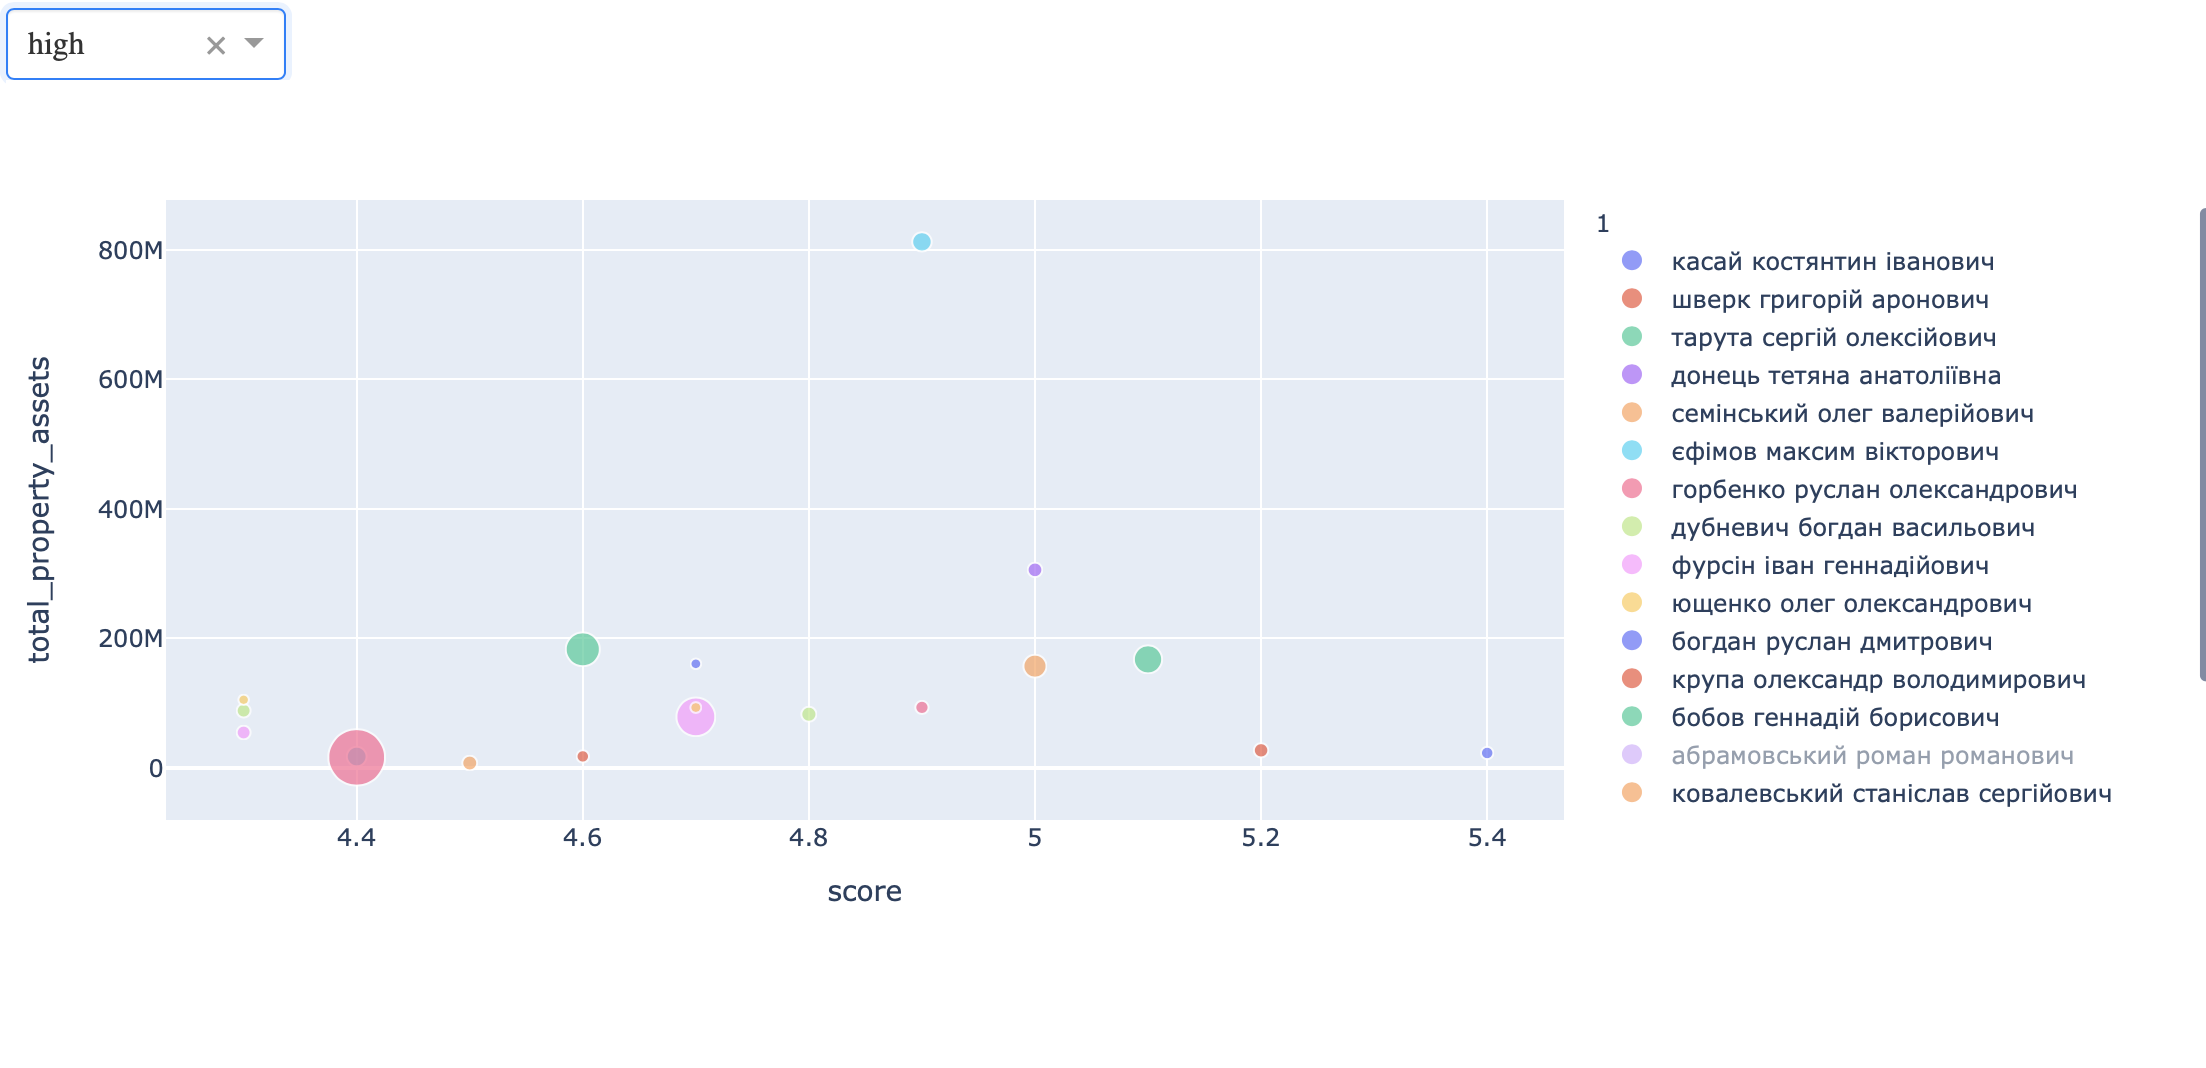 high
800M
600M
400M
200M
0
total_property_assets
4.4
4.6
4.8
5
5.2
5.4
score
1
касай костянтин іванович
шверк григорій аронович
тарута сергій олексійович
донець тетяна анатоліївна
семінський олег валерійович
єфімов максим вікторович
горбенко руслан олександрович
дубневич богдан васильович
фурсін іван геннадійович
ющенко олег олександрович
богдан руслан дмитрович
крупа олександр володимирович
бобов геннадій борисович
абрамовський роман романович
ковалевський станіслав сергійович